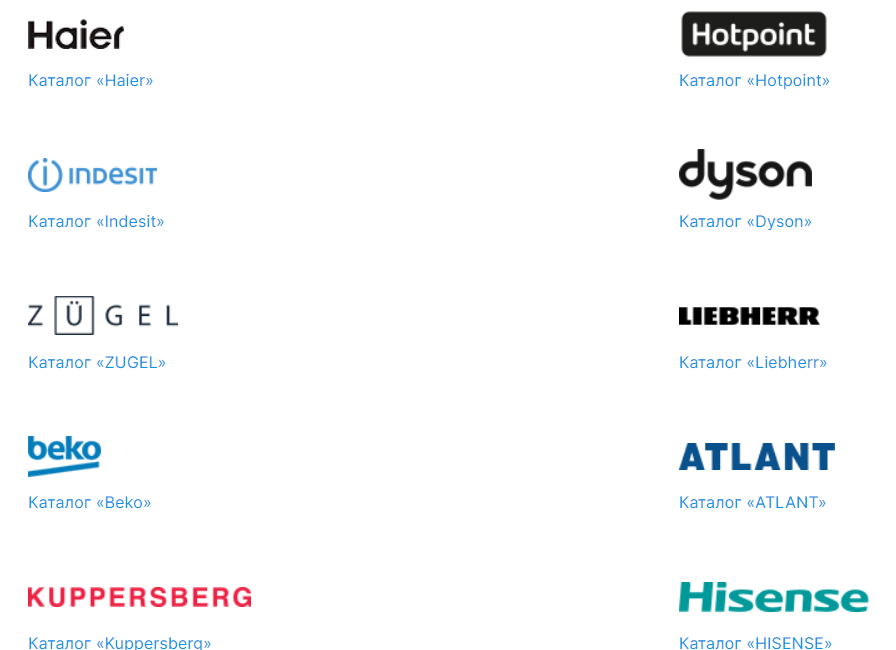 Haier
Hotpoint
Каталог «Haier»
Каталог «Hotpoint»
INDESIT
dyson
Каталог «Indesit»
Каталог «Dyson»
ZÜGEL
LIEBHERR
Каталог «ZUGEL»
Каталог «Liebherr»
beko
ATLANT
Каталог «Beko»
Каталог «ATLANT»
KUPPERSBERG
Hisense
Каталог «Kuppersberg»
Каталог «HISENSE»